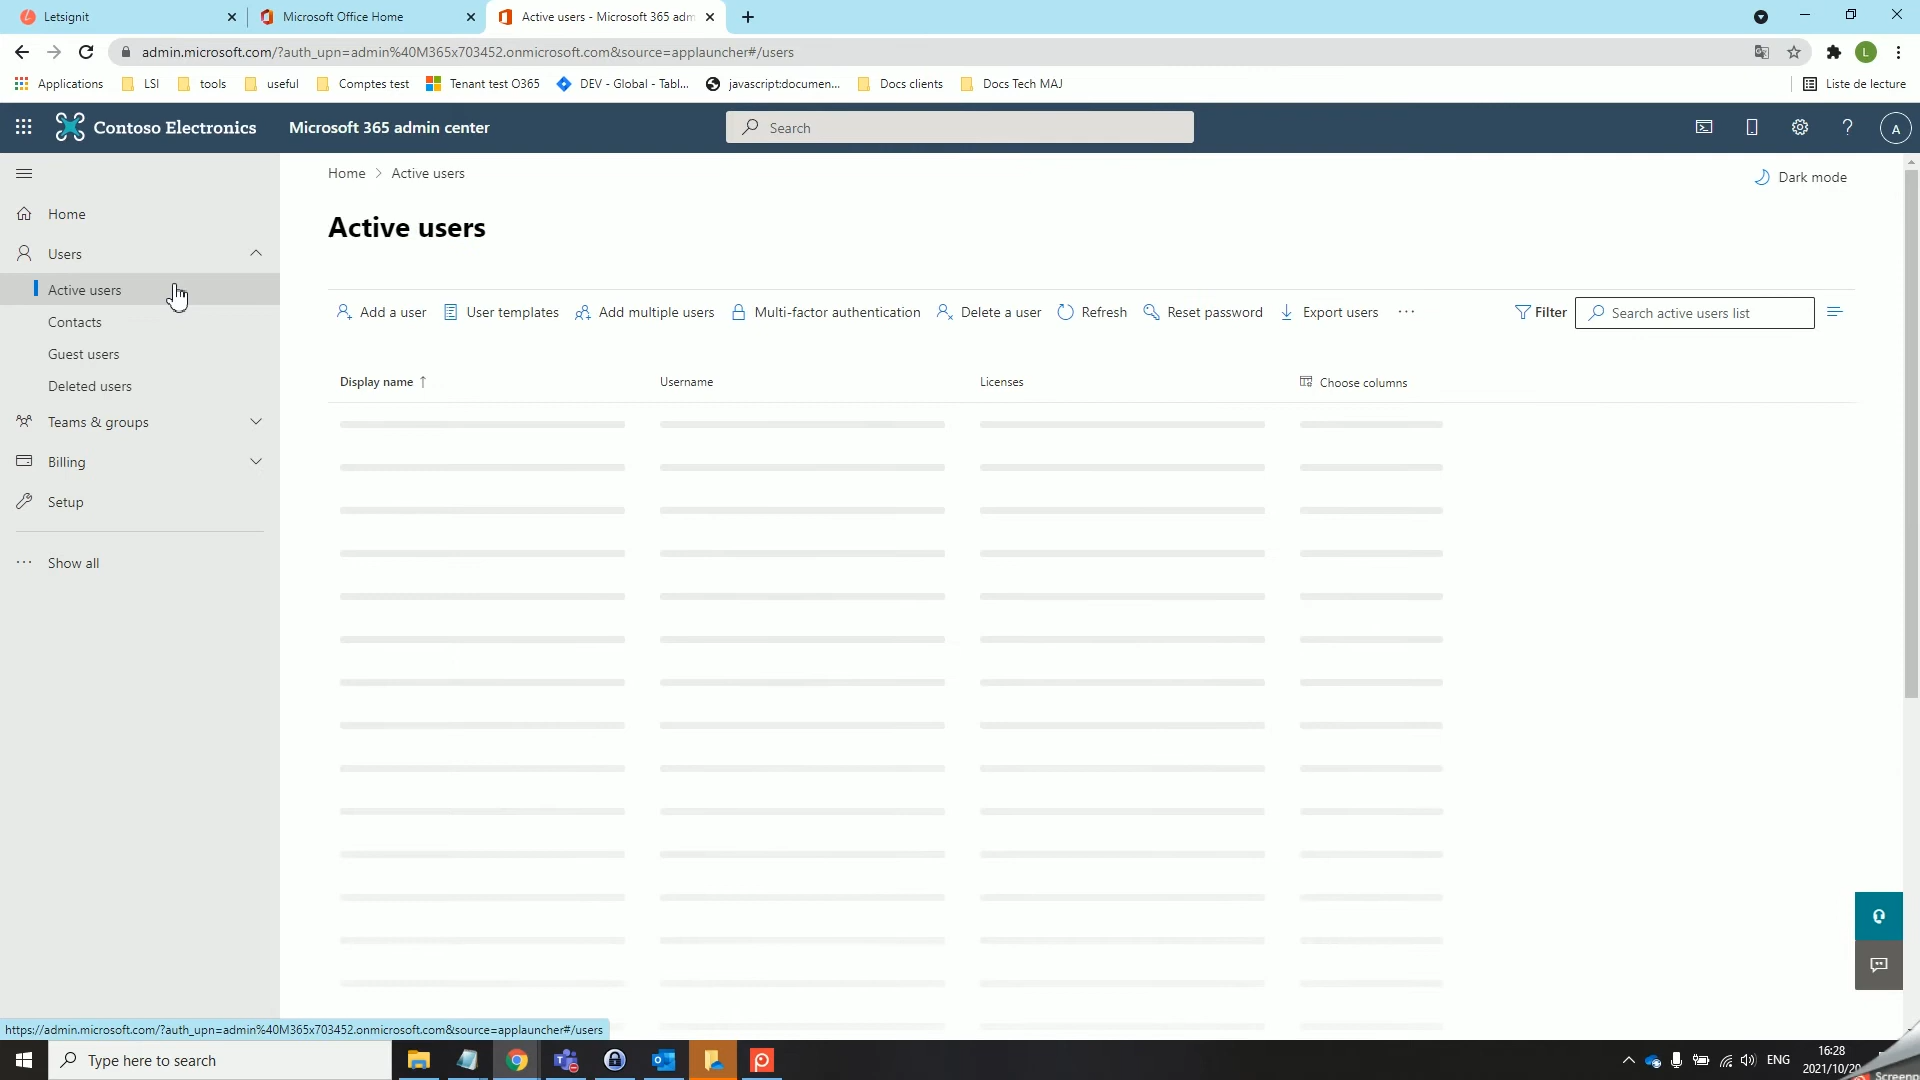 Letsignit
Microsoft Office Home
Active users - Microsoft 365 adm
admin.microsoft.com/?auth_upn=admin%40M365x703452.onmicrosoft.com&source=applauncher#/users
L
Applications
LSI
tools
useful
Comptes test
Tenant test O365
DEV - Global - Tabl...
javascript:documen...
Docs clients
Docs Tech MAJ
Liste de lecture
Contoso Electronics
Microsoft 365 admin center
Search
A
Home
Users
Active users
Contacts
Guest users
Deleted users
Teams & groups
Billing
Setup
Show all
Home > Active users
Dark mode
Active users
Add a user
User templates
Add multiple users
Multi-factor authentication
Delete a user
Refresh
Reset password
Export users
Filter
Search active users list
Display name ↑
Username
Licenses
Choose columns
https://admin.microsoft.com/?auth_upn=admin%40M365x703452.onmicrosoft.com&source=applauncher#/users
Type here to search
ENG
16:28
2021/10/20